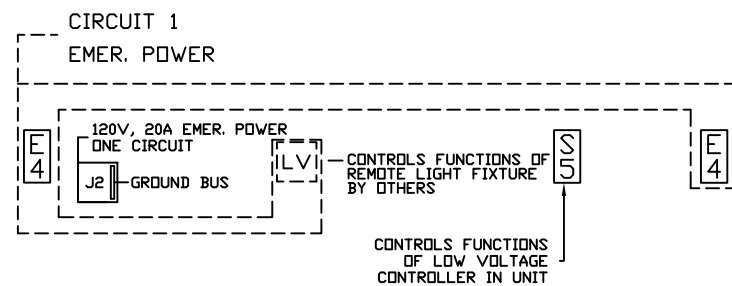 CIRCUIT 1
EMER. POWER
E
4
120V, 20A EMER. POWER
ONE CIRCUIT
J2
GROUND BUS
LV
CONTROLS FUNCTIONS OF
REMOTE LIGHT FIXTURE
BY OTHERS
S
5
E
4
CONTROLS FUNCTIONS
OF LOW VOLTAGE
CONTROLLER IN UNIT